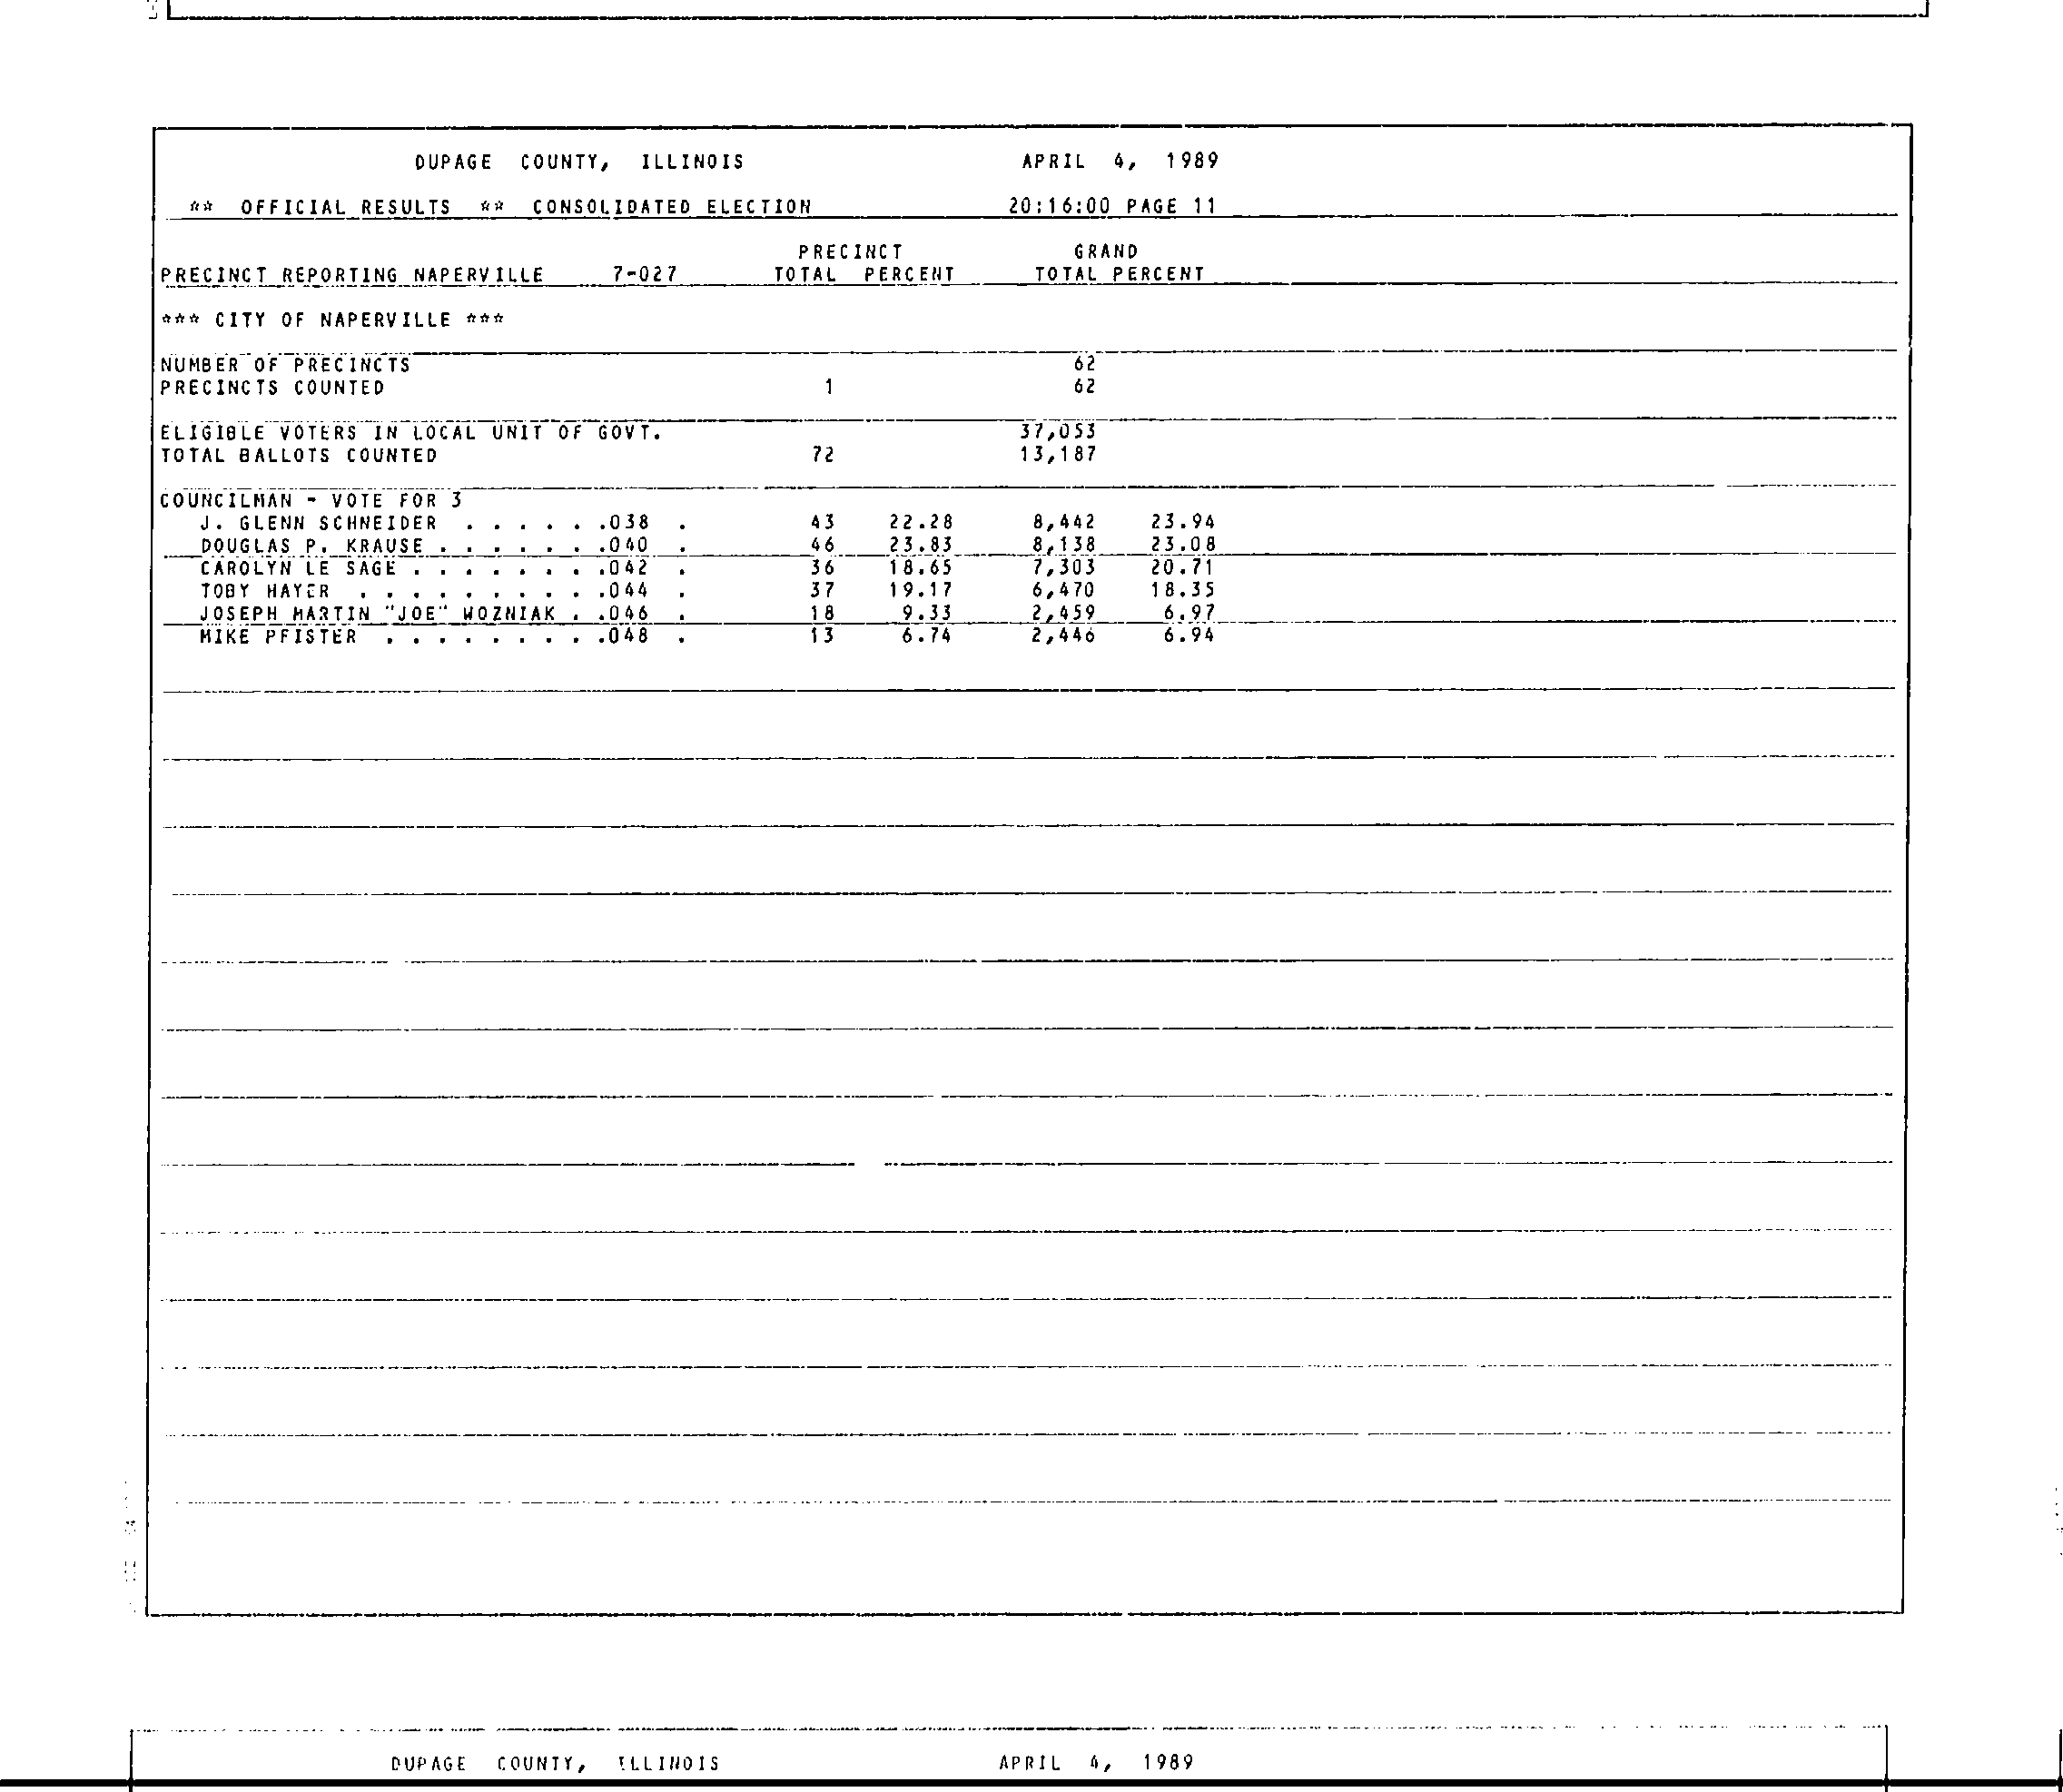 DUPAGE COUNTY, ILLINOIS APRIL 4, 1989
** OFFICIAL RESULTS ** CONSOLIDATED ELECTION 20:16:00 PAGE 11
PRECINCT GRAND
PRECINCT REPORTING NAPERVILLE 7-027 TOTAL PERCENT TOTAL PERCENT
*** CITY OF NAPERVILLE ***
NUMBER OF PRECINCTS 62
PRECINCTS COUNTED 1 62
ELIGIBLE VOTERS IN LOCAL UNIT OF GOVT. 37,053
TOTAL BALLOTS COUNTED 72 13,187
COUNCILMAN - VOTE FOR 3
J. GLENN SCHNEIDER . . . . . .038 . 43 22.28 8,442 23.94
DOUGLAS P. KRAUSE . . . . . . .040 . 46 23.83 8,138 23.08
CAROLYN LE SAGE . . . . . . . .042 . 36 18.65 7,303 20.71
TOBY HAYER . . . . . . . . . .044 . 37 19.17 6,470 18.35
JOSEPH MARTIN "JOE" WOZNIAK . .046 . 18 9.33 2,459 6.97
MIKE PFISTER . . . . . . . . .048 . 13 6.74 2,446 6.94
DUPAGE COUNTY, ILLINOIS APRIL 4, 1989